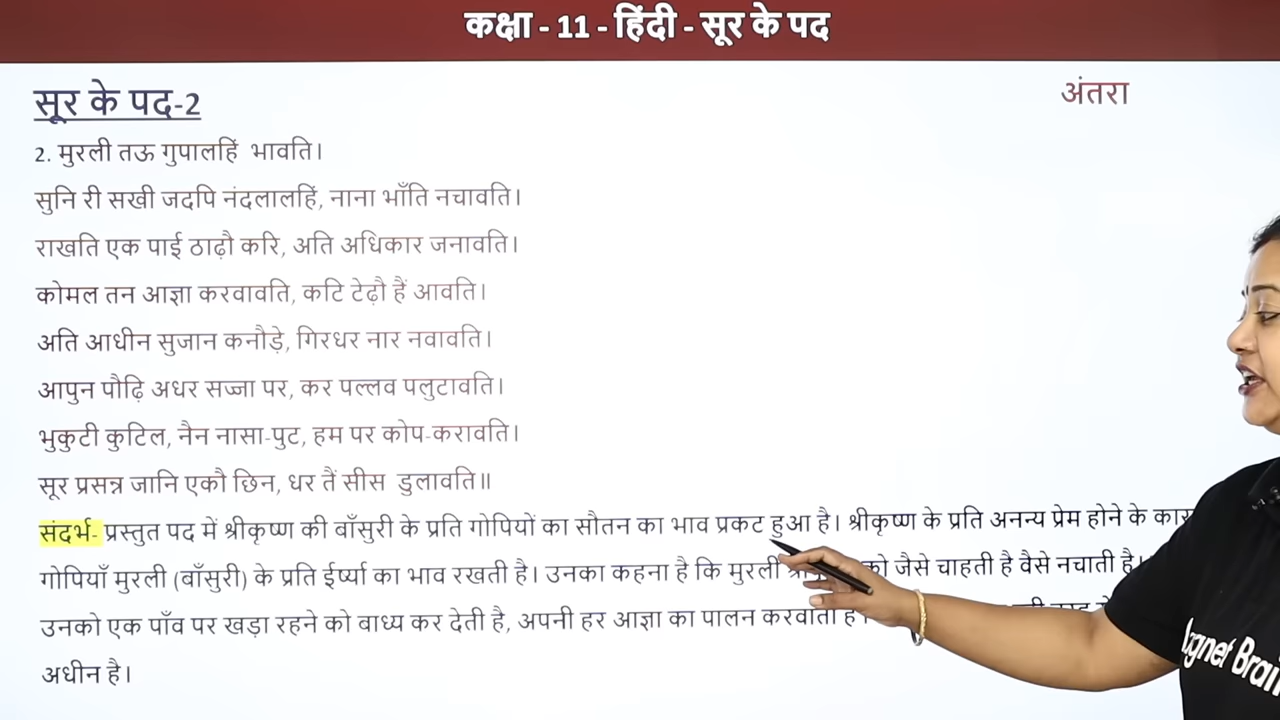 कक्षा - 11 - हिंदी - सूर के पद
सूर के पद-2
अंतरा
2. मुरली तऊ गुपालहिं भावति।
सुनि री सखी जदपि नंदलालहिं, नाना भाँति नचावति।
राखति एक पाई ठाढ़ौ करि, अति अधिकार जनावति।
कोमल तन आज्ञा करवावति, कटि टेढ़ौ हैं आवति।
अति आधीन सुजान कनौड़े, गिरधर नार नवावति।
आपुन पौढ़ि अधर सज्जा पर, कर पल्लव पलुटावति।
भुकुटी कुटिल, नैन नासा-पुट, हम पर कोप-करावति।
सूर प्रसन्न जानि एकौ छिन, धर तैं सीस डुलावति॥
संदर्भ- प्रस्तुत पद में श्रीकृष्ण की बाँसुरी के प्रति गोपियों का सौतन का भाव प्रकट हुआ है। श्रीकृष्ण के प्रति अनन्य प्रेम होने के
गोपियाँ मुरली (बाँसुरी) के प्रति ईर्ष्या का भाव रखती है। उनका कहना है कि मुरली को जैसे चाहती है वैसे नचाती है।
उनको एक पाँव पर खड़ा रहने को वाध्य कर देती है, अपनी हर आज्ञा का पालन करवाती है
अधीन है।
agnet Brai